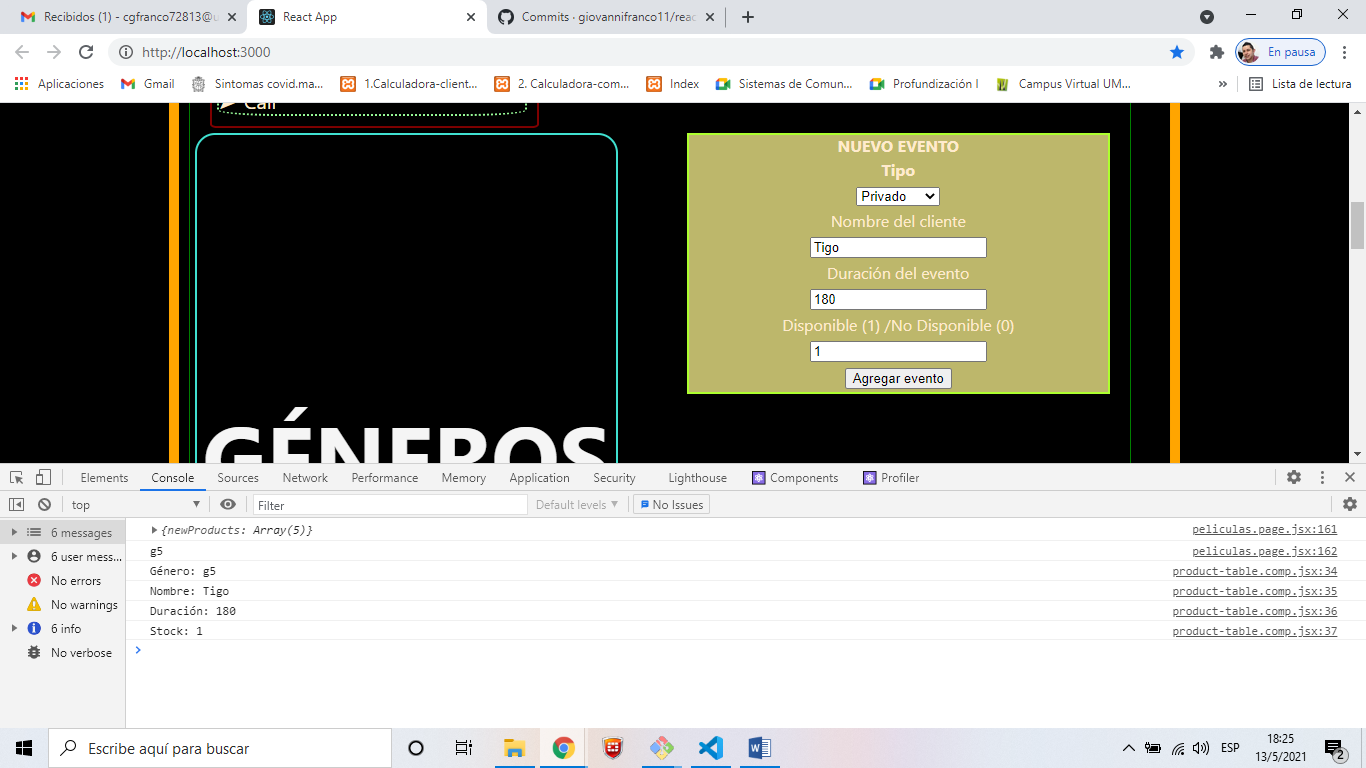 Recibidos (1) - cgfranco72813@u
React App
Commits · giovannifranco11/reac
http://localhost:3000
En pausa
Aplicaciones
Gmail
Sintomas covid.ma...
1.Calculadora-client...
2. Calculadora-com...
Index
Sistemas de Comun...
Profundización I
Campus Virtual UM...
»
Lista de lectura
Cali
NUEVO EVENTO
Tipo
Privado
Nombre del cliente
Tigo
Duración del evento
180
Disponible (1) /No Disponible (0)
1
Agregar evento
GÉNEROS
Elements
Console
Sources
Network
Performance
Memory
Application
Security
Lighthouse
Components
Profiler
top
Filter
Default levels
No Issues
6 messages
6 user mess...
No errors
No warnings
6 info
No verbose
{newProducts: Array(5)}
peliculas.page.jsx:161
g5
peliculas.page.jsx:162
Género: g5
product-table.comp.jsx:34
Nombre: Tigo
product-table.comp.jsx:35
Duración: 180
product-table.comp.jsx:36
Stock: 1
product-table.comp.jsx:37
Escribe aquí para buscar
ESP
18:25
13/5/2021
2